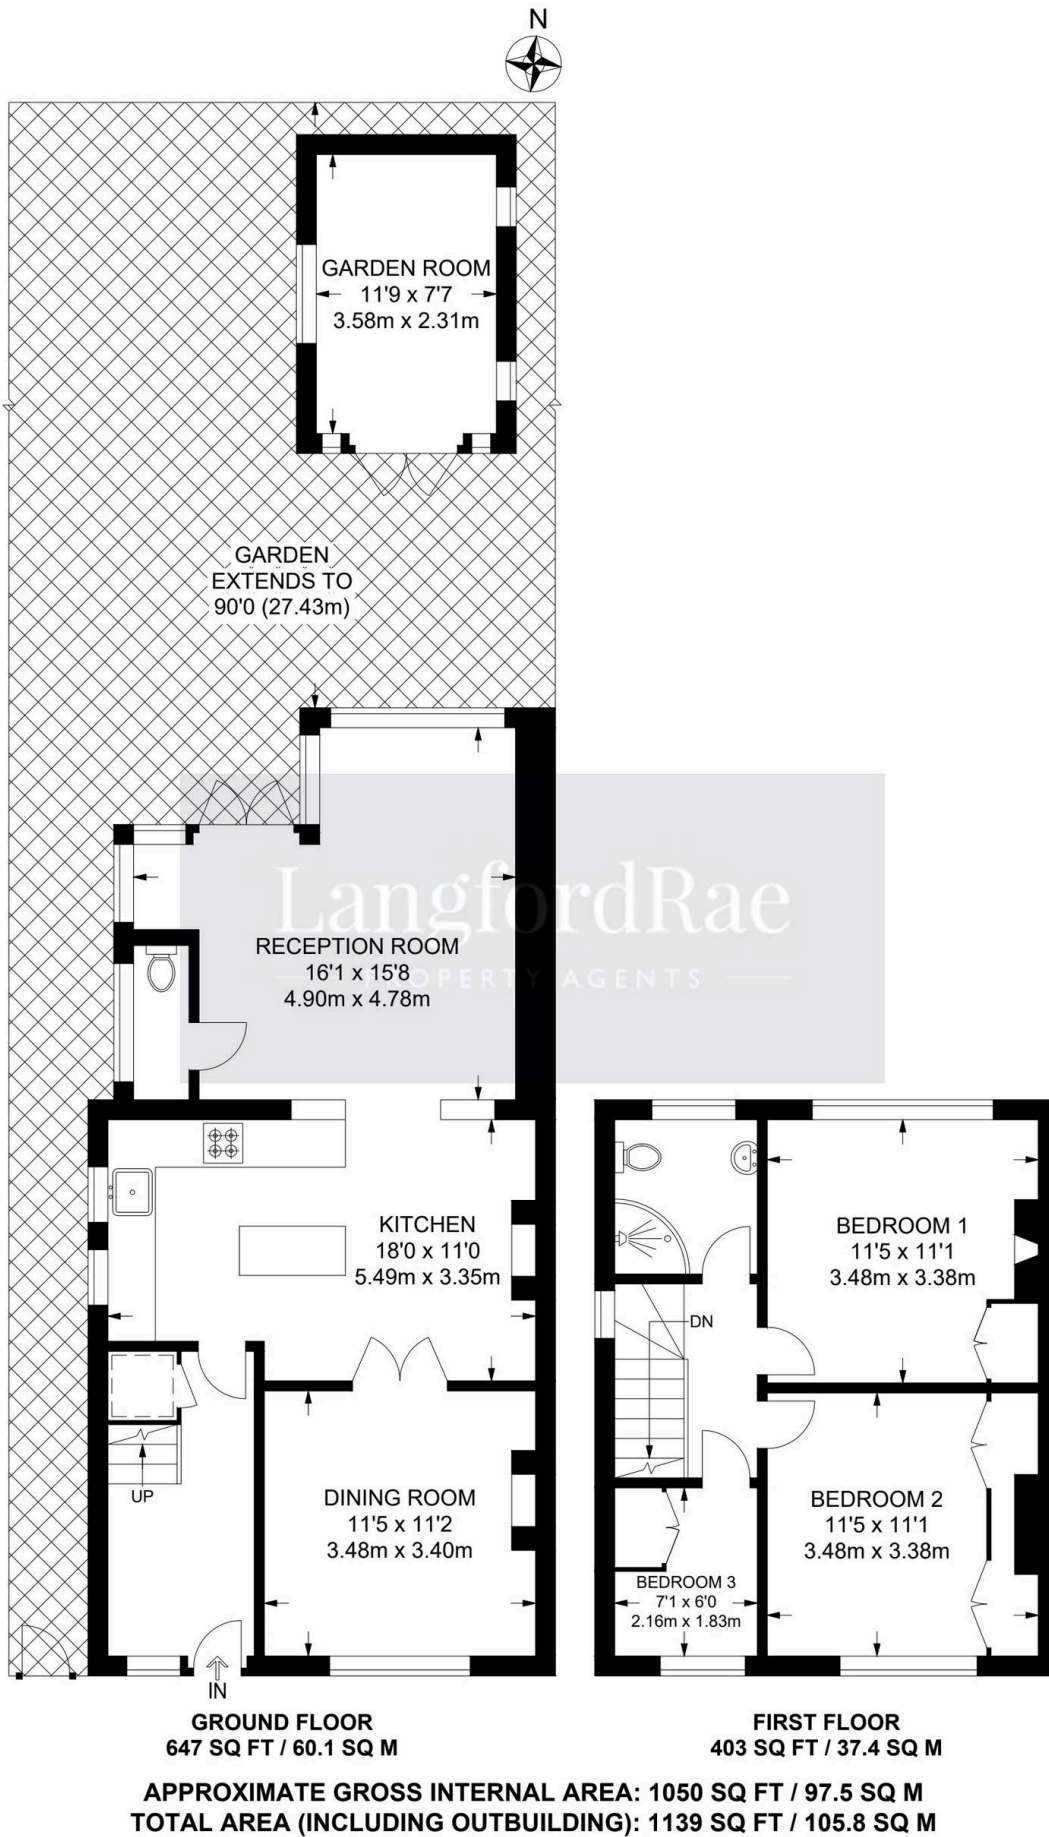 N
GARDEN ROOM
11'9 x 7'7
3.58m x 2.31m
GARDEN
EXTENDS TO
90'0 (27.43m)
LangfordRae
PROPERTY AGENTS
RECEPTION ROOM
16'1 x 15'8
4.90m x 4.78m
KITCHEN
18'0 x 11'0
5.49m x 3.35m
UP
DINING ROOM
11'5 x 11'2
3.48m x 3.40m
IN
BEDROOM 1
11'5 x 11'1
3.48m x 3.38m
DN
BEDROOM 2
11'5 x 11'1
3.48m x 3.38m
BEDROOM 3
7'1 x 6'0
2.16m x 1.83m
GROUND FLOOR
647 SQ FT / 60.1 SQ M
FIRST FLOOR
403 SQ FT / 37.4 SQ M
APPROXIMATE GROSS INTERNAL AREA: 1050 SQ FT / 97.5 SQ M
TOTAL AREA (INCLUDING OUTBUILDING): 1139 SQ FT / 105.8 SQ M